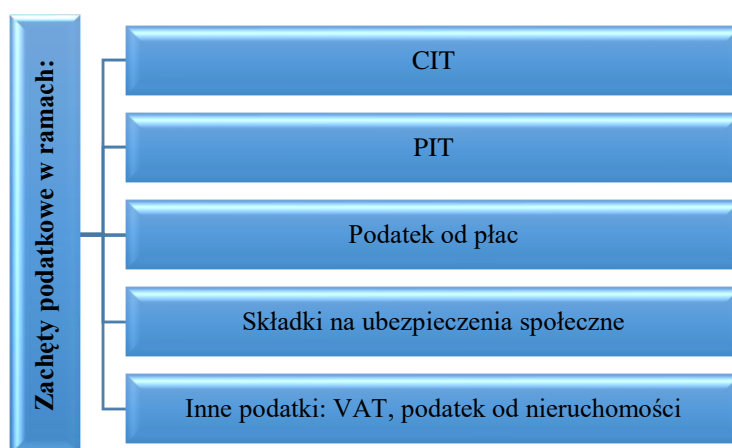 Zachęty podatkowe w ramach:
CIT
PIT
Podatek od płac
Składki na ubezpieczenia społeczne
Inne podatki: VAT, podatek od nieruchomości